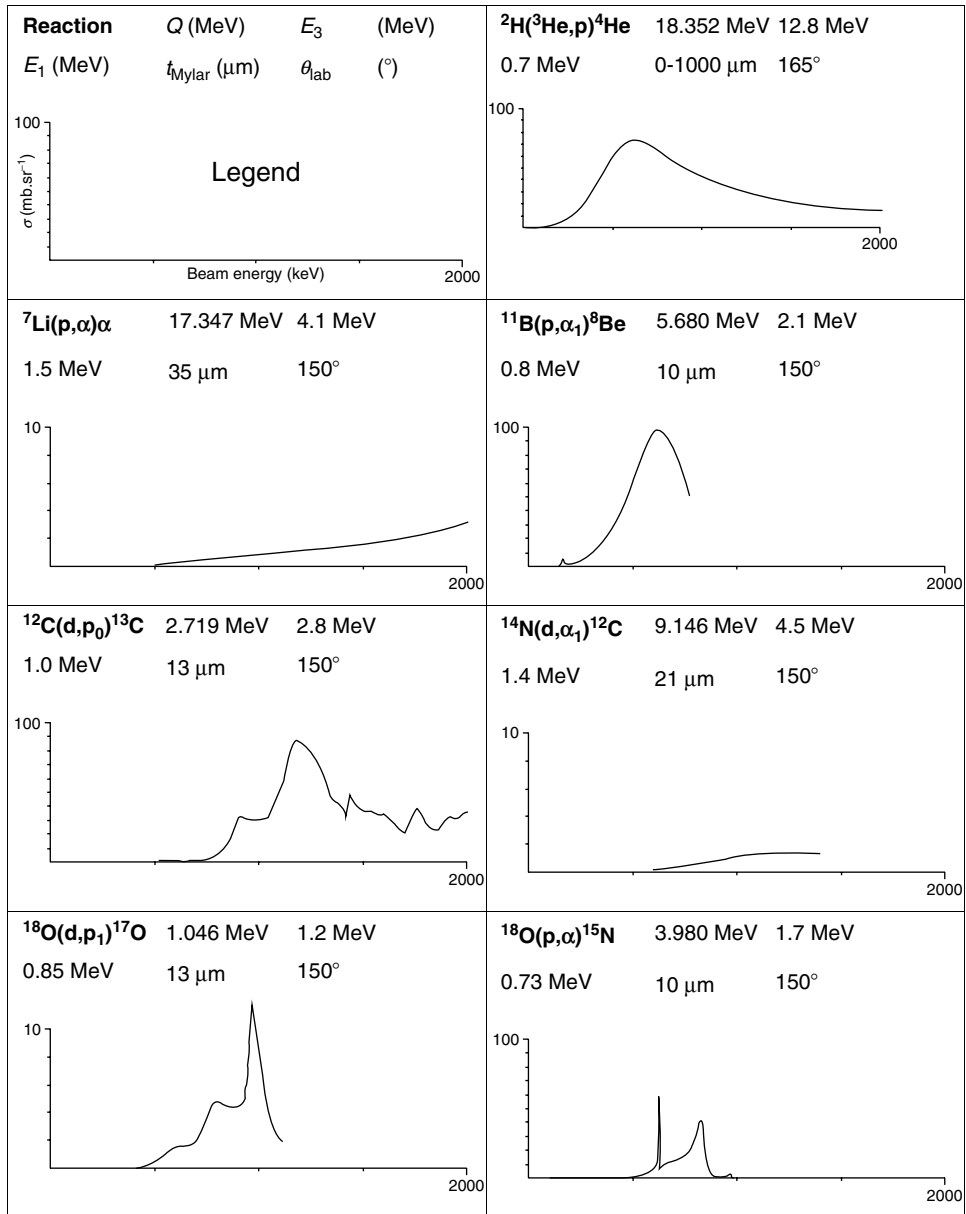 Reaction Q (MeV) E₃ (MeV)
E₁ (MeV) tMylar (μm) θlab (°)
100
σ (mb.sr⁻¹)
Legend
Beam energy (keV)
2000
²H(³He,p)⁴He 18.352 MeV 12.8 MeV
0.7 MeV 0-1000 μm 165°
100
2000
⁷Li(p,α)α 17.347 MeV 4.1 MeV
1.5 MeV 35 μm 150°
10
2000
¹¹B(p,α₁)⁸Be 5.680 MeV 2.1 MeV
0.8 MeV 10 μm 150°
100
2000
¹²C(d,p₀)¹³C 2.719 MeV 2.8 MeV
1.0 MeV 13 μm 150°
100
2000
¹⁴N(d,α₁)¹²C 9.146 MeV 4.5 MeV
1.4 MeV 21 μm 150°
10
2000
¹⁸O(d,p₁)¹⁷O 1.046 MeV 1.2 MeV
0.85 MeV 13 μm 150°
10
2000
¹⁸O(p,α)¹⁵N 3.980 MeV 1.7 MeV
0.73 MeV 10 μm 150°
100
2000